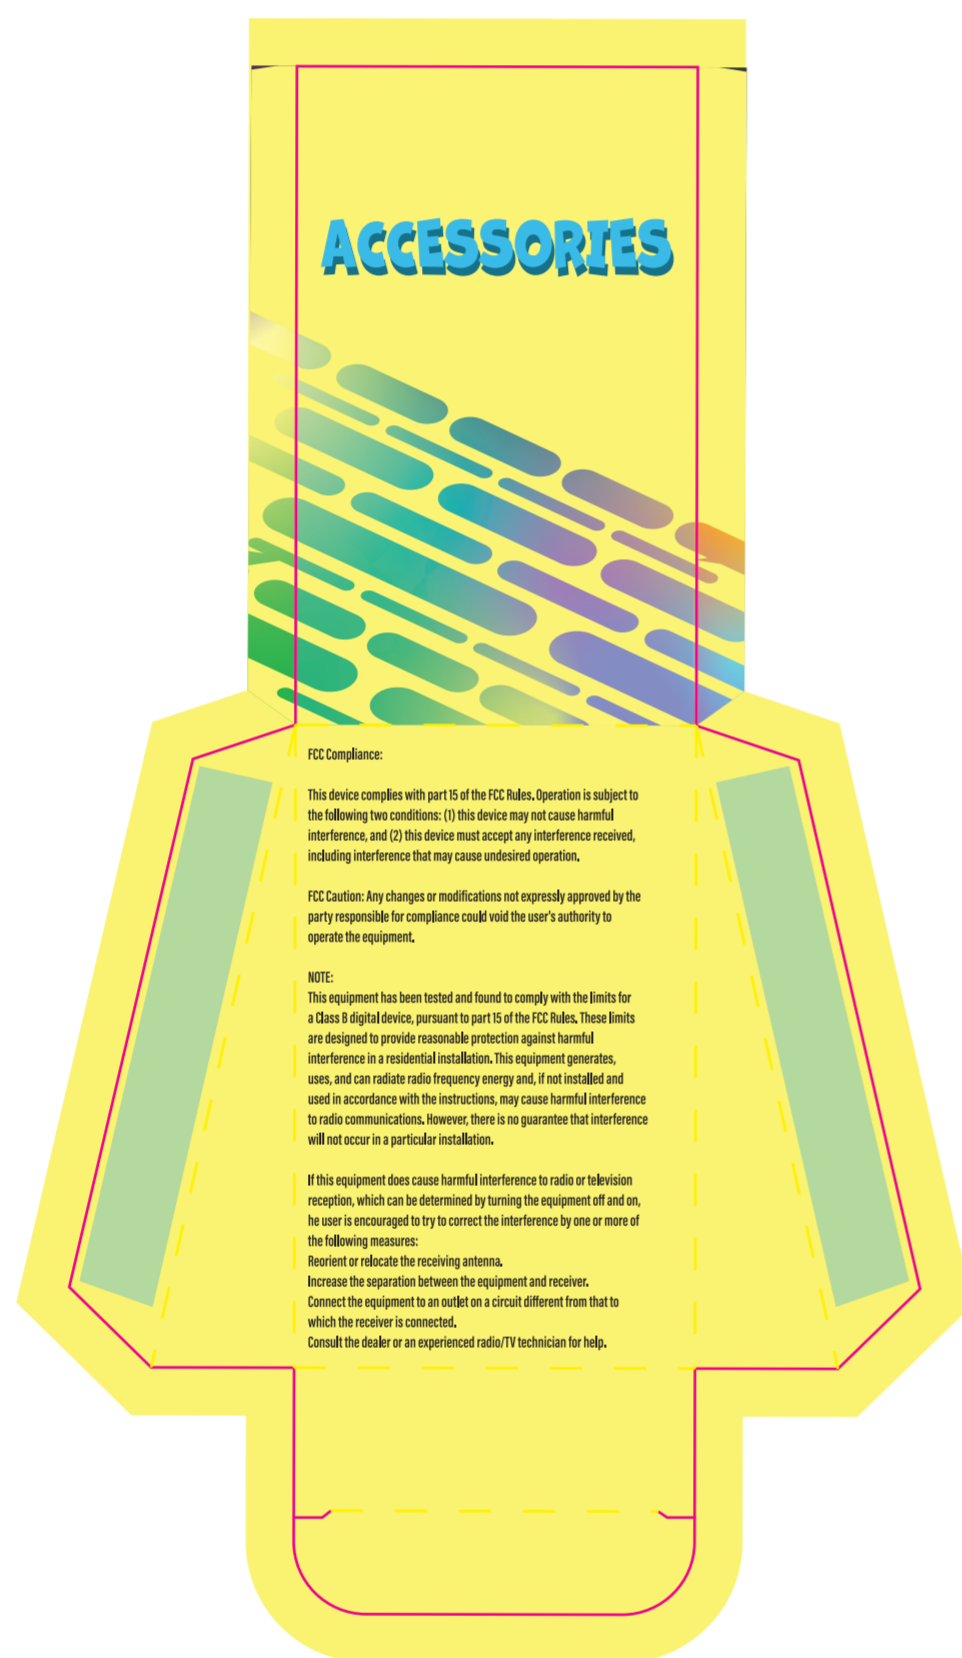 ACCESSORIES
FCC Compliance:
This device complies with part 15 of the FCC Rules. Operation is subject to
the following two conditions: (1) this device may not cause harmful
interference, and (2) this device must accept any interference received,
including interference that may cause undesired operation.
FCC Caution: Any changes or modifications not expressly approved by the
party responsible for compliance could void the user's authority to
operate the equipment.
NOTE:
This equipment has been tested and found to comply with the limits for
a Class B digital device, pursuant to part 15 of the FCC Rules. These limits
are designed to provide reasonable protection against harmful
interference in a residential installation. This equipment generates,
uses, and can radiate radio frequency energy and, if not installed and
used in accordance with the instructions, may cause harmful interference
to radio communications. However, there is no guarantee that interference
will not occur in a particular installation.
If this equipment does cause harmful interference to radio or television
reception, which can be determined by turning the equipment off and on,
he user is encouraged to try to correct the interference by one or more of
the following measures:
Reorient or relocate the receiving antenna.
Increase the separation between the equipment and receiver.
Connect the equipment to an outlet on a circuit different from that to
which the receiver is connected.
Consult the dealer or an experienced radio/TV technician for help.